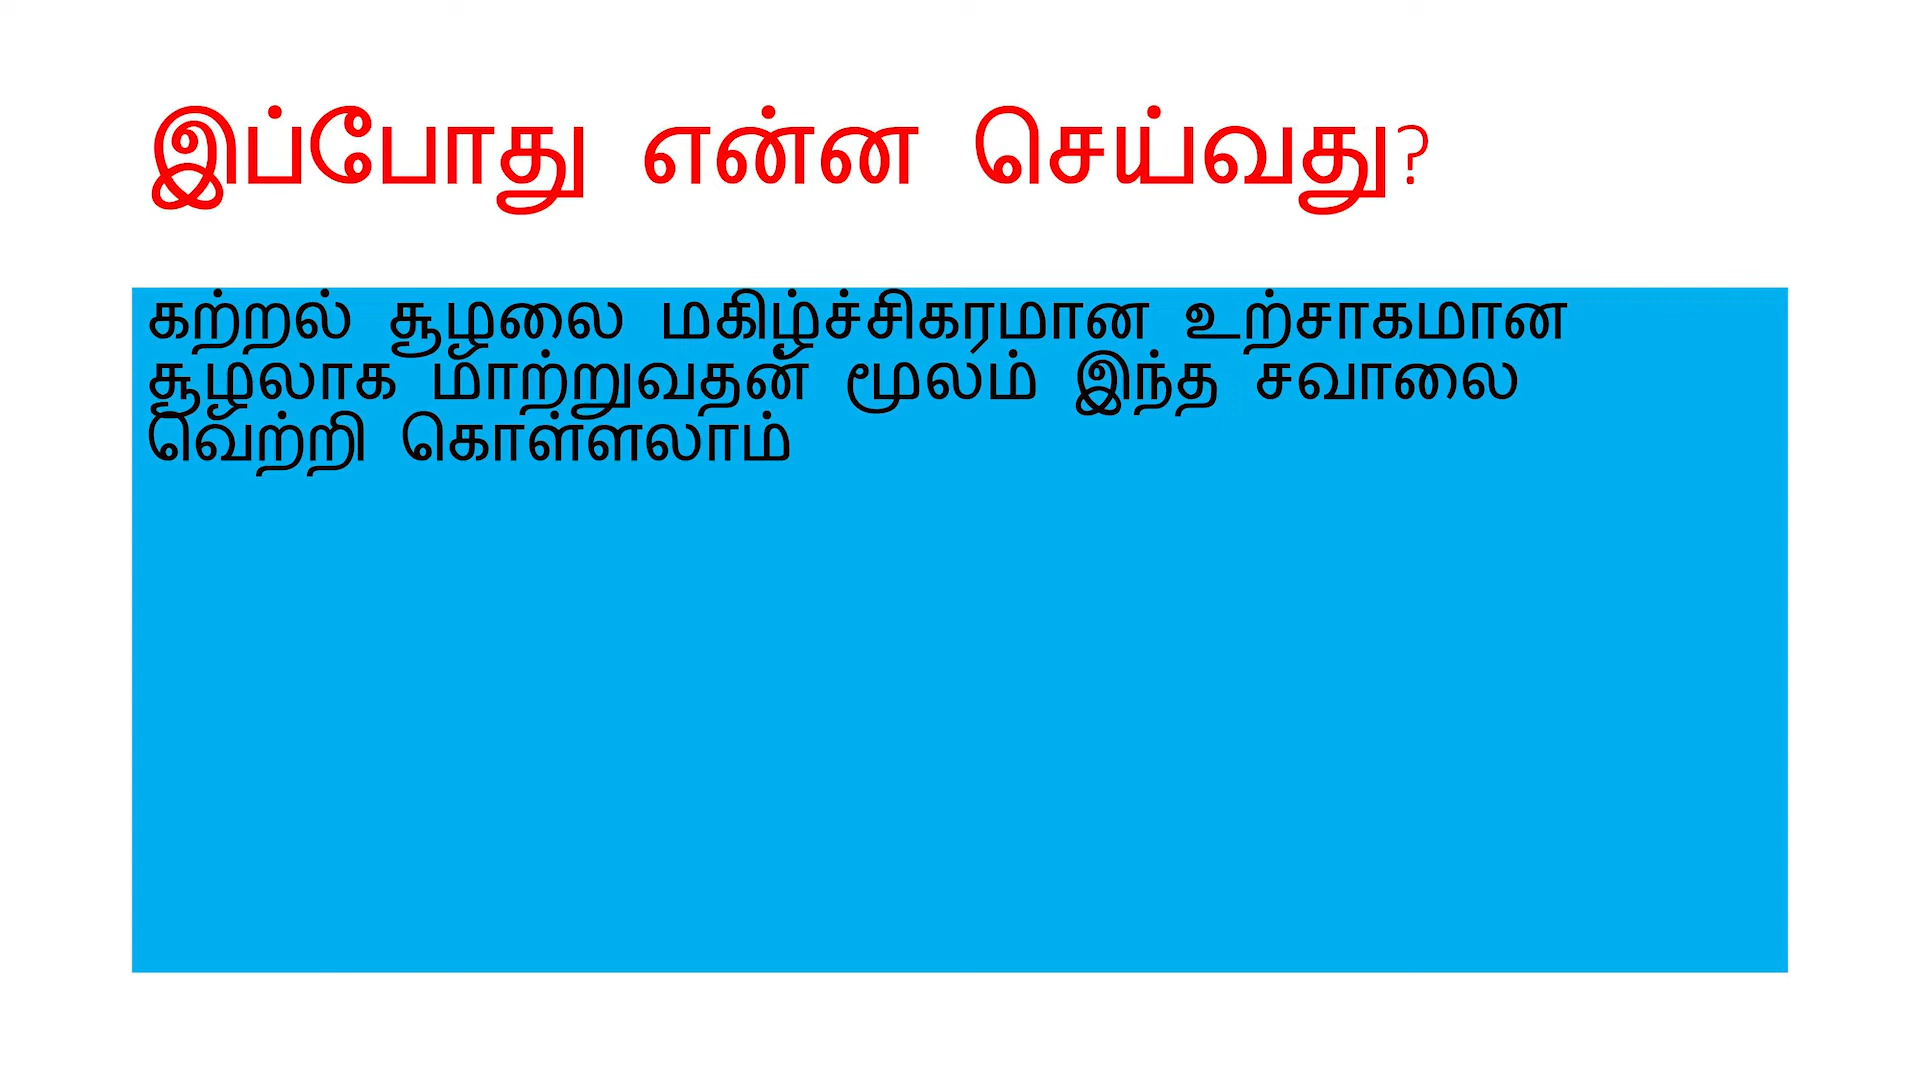 இப்போது என்ன செய்வது?
கற்றல் சூழலை மகிழ்ச்சிகரமான உற்சாகமான
சூழலாக மாற்றுவதன் மூலம் இந்த சவாலை
வெற்றி கொள்ளலாம்